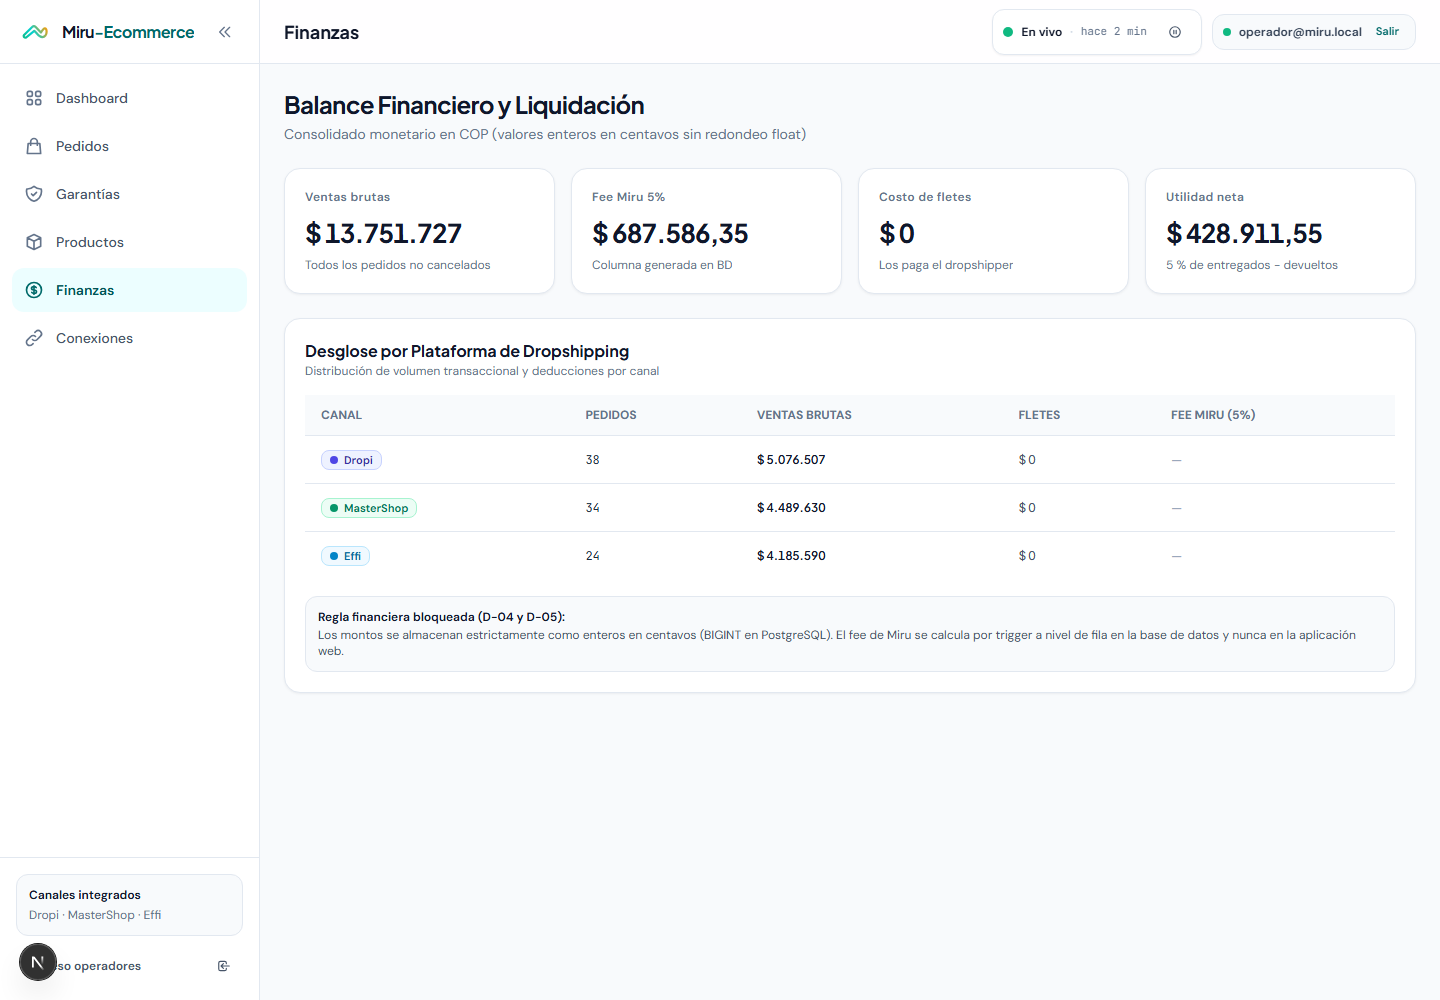 Miru-Ecommerce
Finanzas
En vivo · hace 2 min
operador@miru.local Salir
Dashboard
Pedidos
Garantías
Productos
Finanzas
Conexiones
Canales integrados
Dropi · MasterShop · Effi
N
so operadores
Balance Financiero y Liquidación
Consolidado monetario en COP (valores enteros en centavos sin redondeo float)
Ventas brutas
$ 13.751.727
Todos los pedidos no cancelados
Fee Miru 5%
$ 687.586,35
Columna generada en BD
Costo de fletes
$ 0
Los paga el dropshipper
Utilidad neta
$ 428.911,55
5 % de entregados − devueltos
Desglose por Plataforma de Dropshipping
Distribución de volumen transaccional y deducciones por canal
CANAL PEDIDOS VENTAS BRUTAS FLETES FEE MIRU (5%)
Dropi 38 $ 5.076.507 $ 0 —
MasterShop 34 $ 4.489.630 $ 0 —
Effi 24 $ 4.185.590 $ 0 —
Regla financiera bloqueada (D-04 y D-05):
Los montos se almacenan estrictamente como enteros en centavos (BIGINT en PostgreSQL). El fee de Miru se calcula por trigger a nivel de fila en la base de datos y nunca en la aplicación
web.